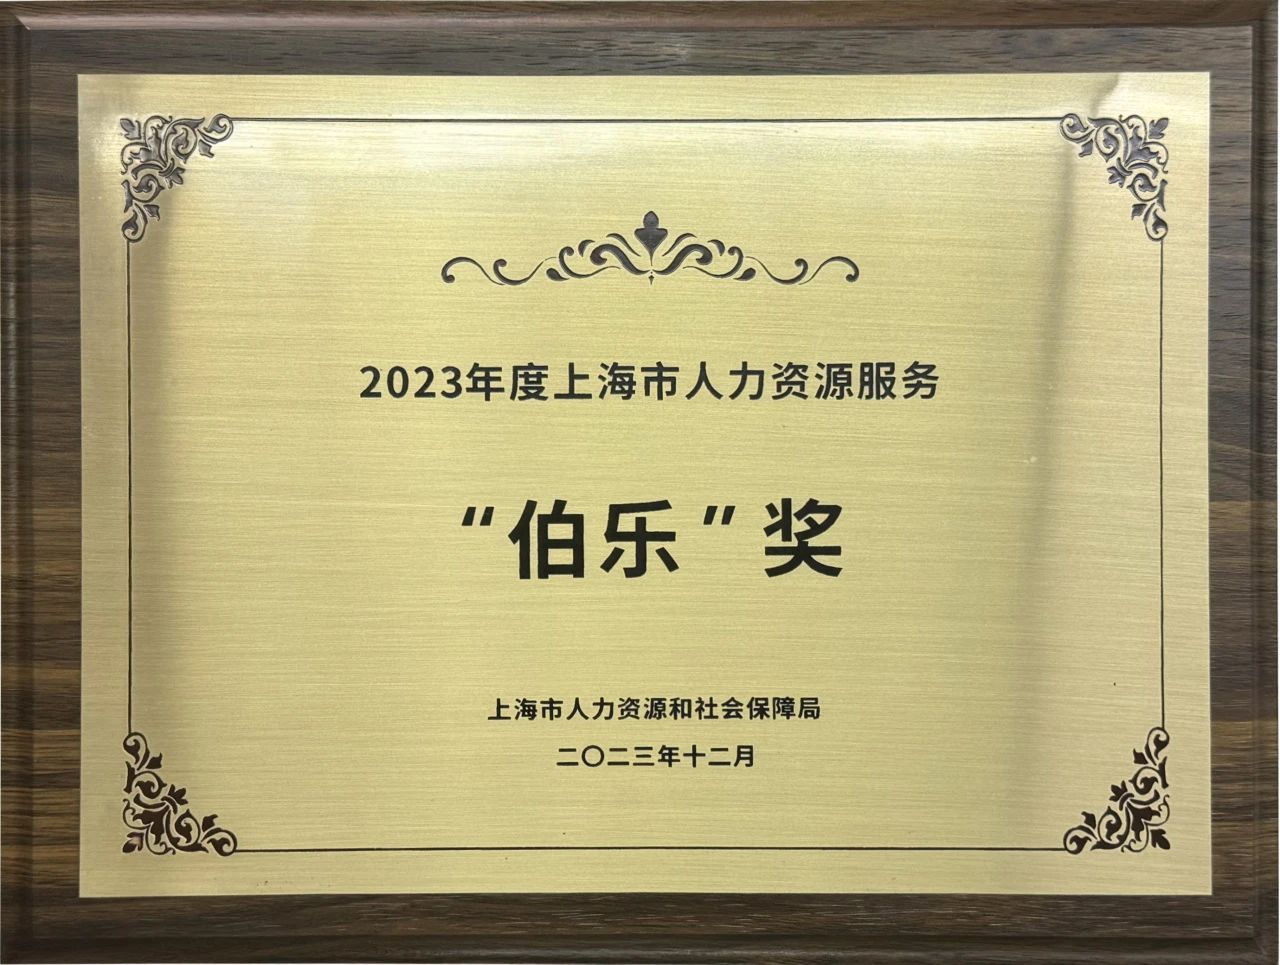 2023年度上海市人力资源服务
“伯乐”奖
上海市人力资源和社会保障局
二〇二三年十二月